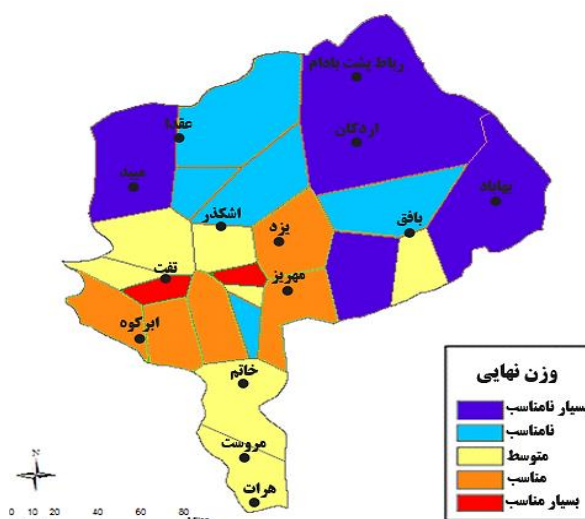 رباط پشت بادام
عقدا
اردکان
میبد
بهاباد
اشکذر
بافق
یزد
تفت
مهریز
ابرکوه
خاتم
مروست
هرات
وزن نهایی
بسیار نامناسب
نامناسب
متوسط
مناسب
بسیار مناسب
N
0 10 20 40 60 80